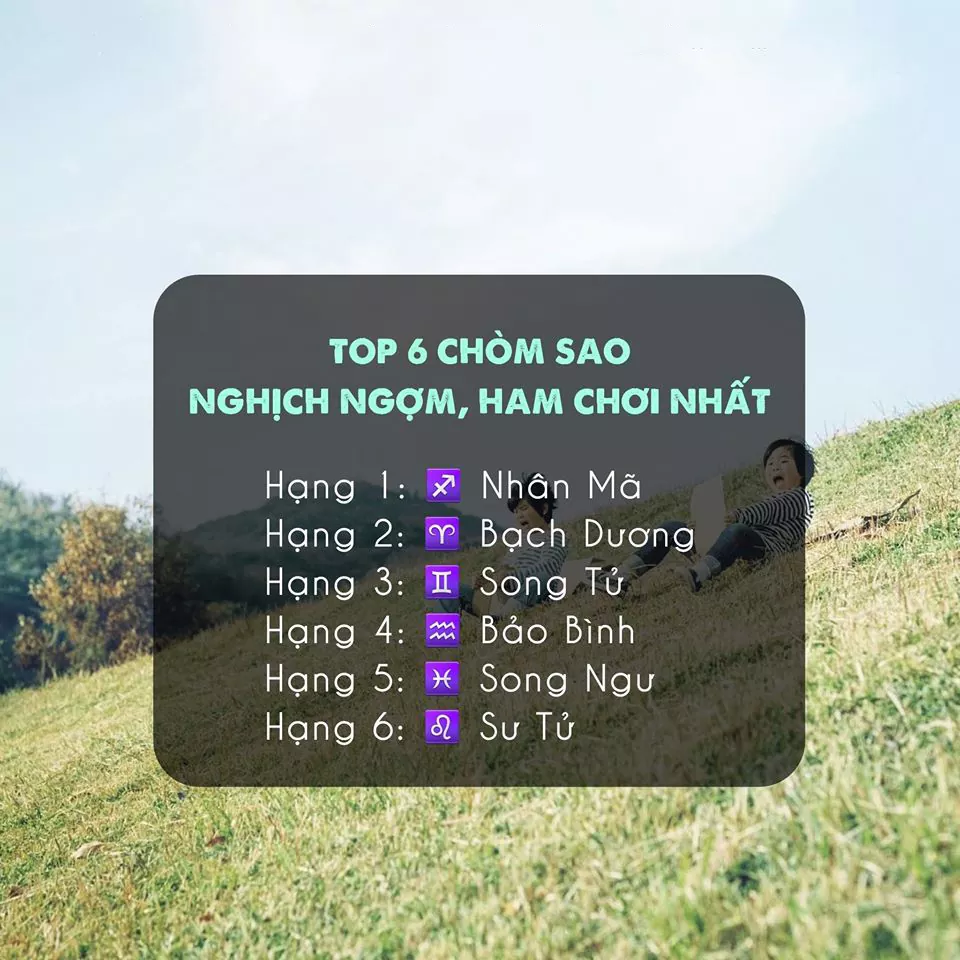 TOP 6 CHÒM SAO
NGHỊCH NGỢM, HAM CHƠI NHẤT
Hạng 1: ♐ Nhân Mã
Hạng 2: ♈ Bạch Dương
Hạng 3: ♊ Song Tử
Hạng 4: ♒ Bảo Bình
Hạng 5: ♓ Song Ngư
Hạng 6: ♌ Sư Tử